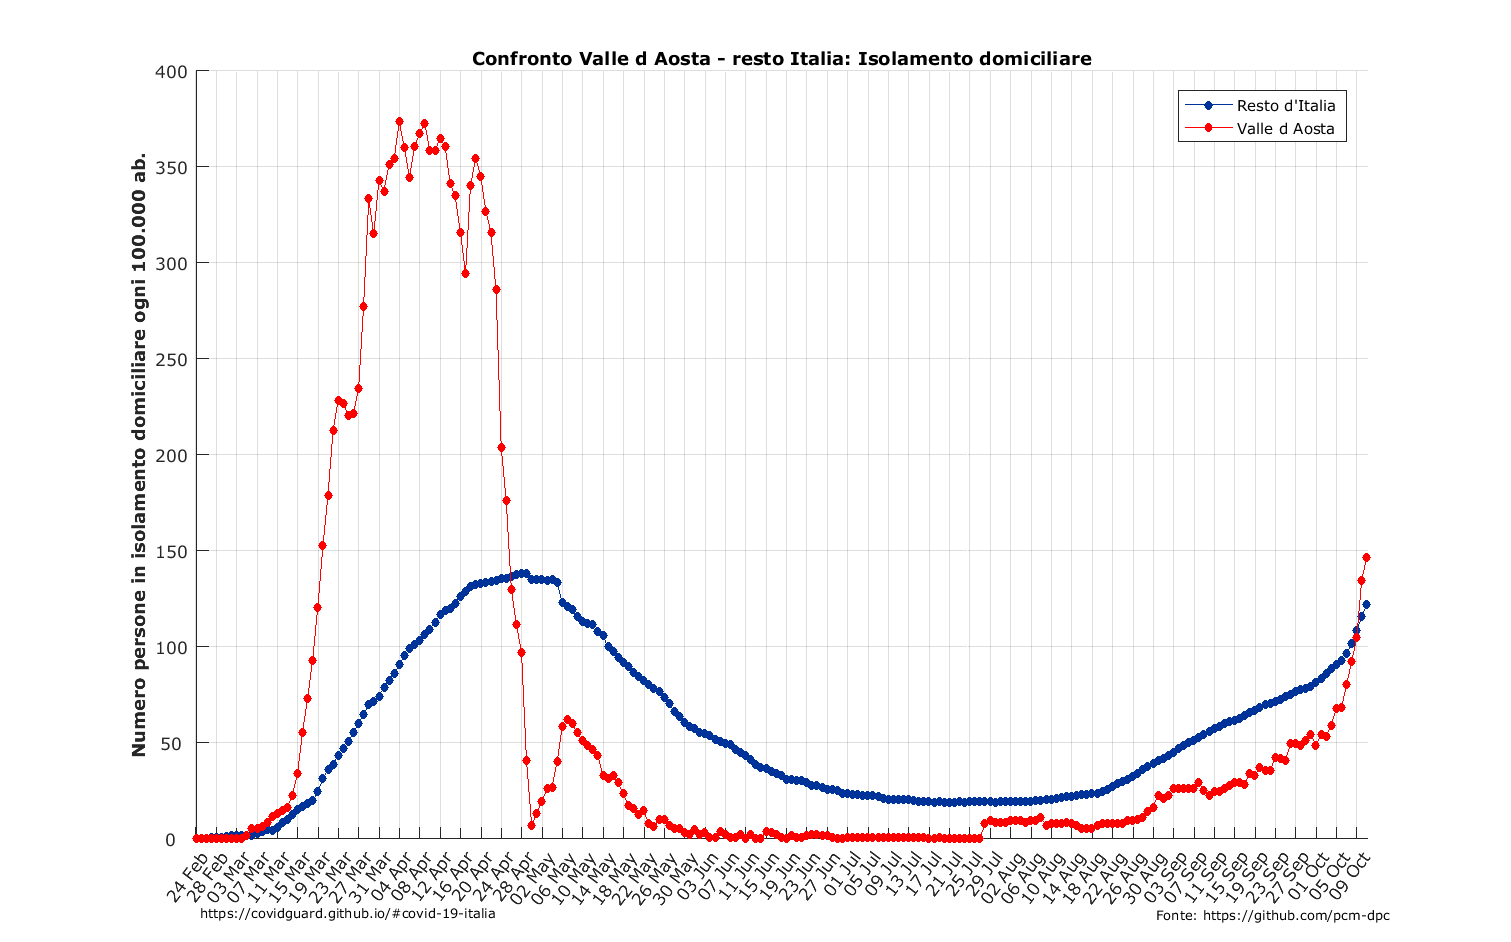 Confronto Valle d Aosta - resto Italia: Isolamento domiciliare
Resto d'Italia
Valle d Aosta
Numero persone in isolamento domiciliare ogni 100.000 ab.
400
350
300
250
200
150
100
50
0
24 Feb
28 Feb
03 Mar
07 Mar
11 Mar
15 Mar
19 Mar
23 Mar
27 Mar
31 Mar
04 Apr
08 Apr
12 Apr
16 Apr
20 Apr
24 Apr
28 Apr
02 May
06 May
10 May
14 May
18 May
22 May
26 May
30 May
03 Jun
07 Jun
11 Jun
15 Jun
19 Jun
23 Jun
27 Jun
01 Jul
05 Jul
09 Jul
13 Jul
17 Jul
21 Jul
25 Jul
29 Jul
02 Aug
06 Aug
10 Aug
14 Aug
18 Aug
22 Aug
26 Aug
30 Aug
03 Sep
07 Sep
11 Sep
15 Sep
19 Sep
23 Sep
27 Sep
01 Oct
05 Oct
09 Oct
https://covidguard.github.io/#covid-19-italia
Fonte: https://github.com/pcm-dpc